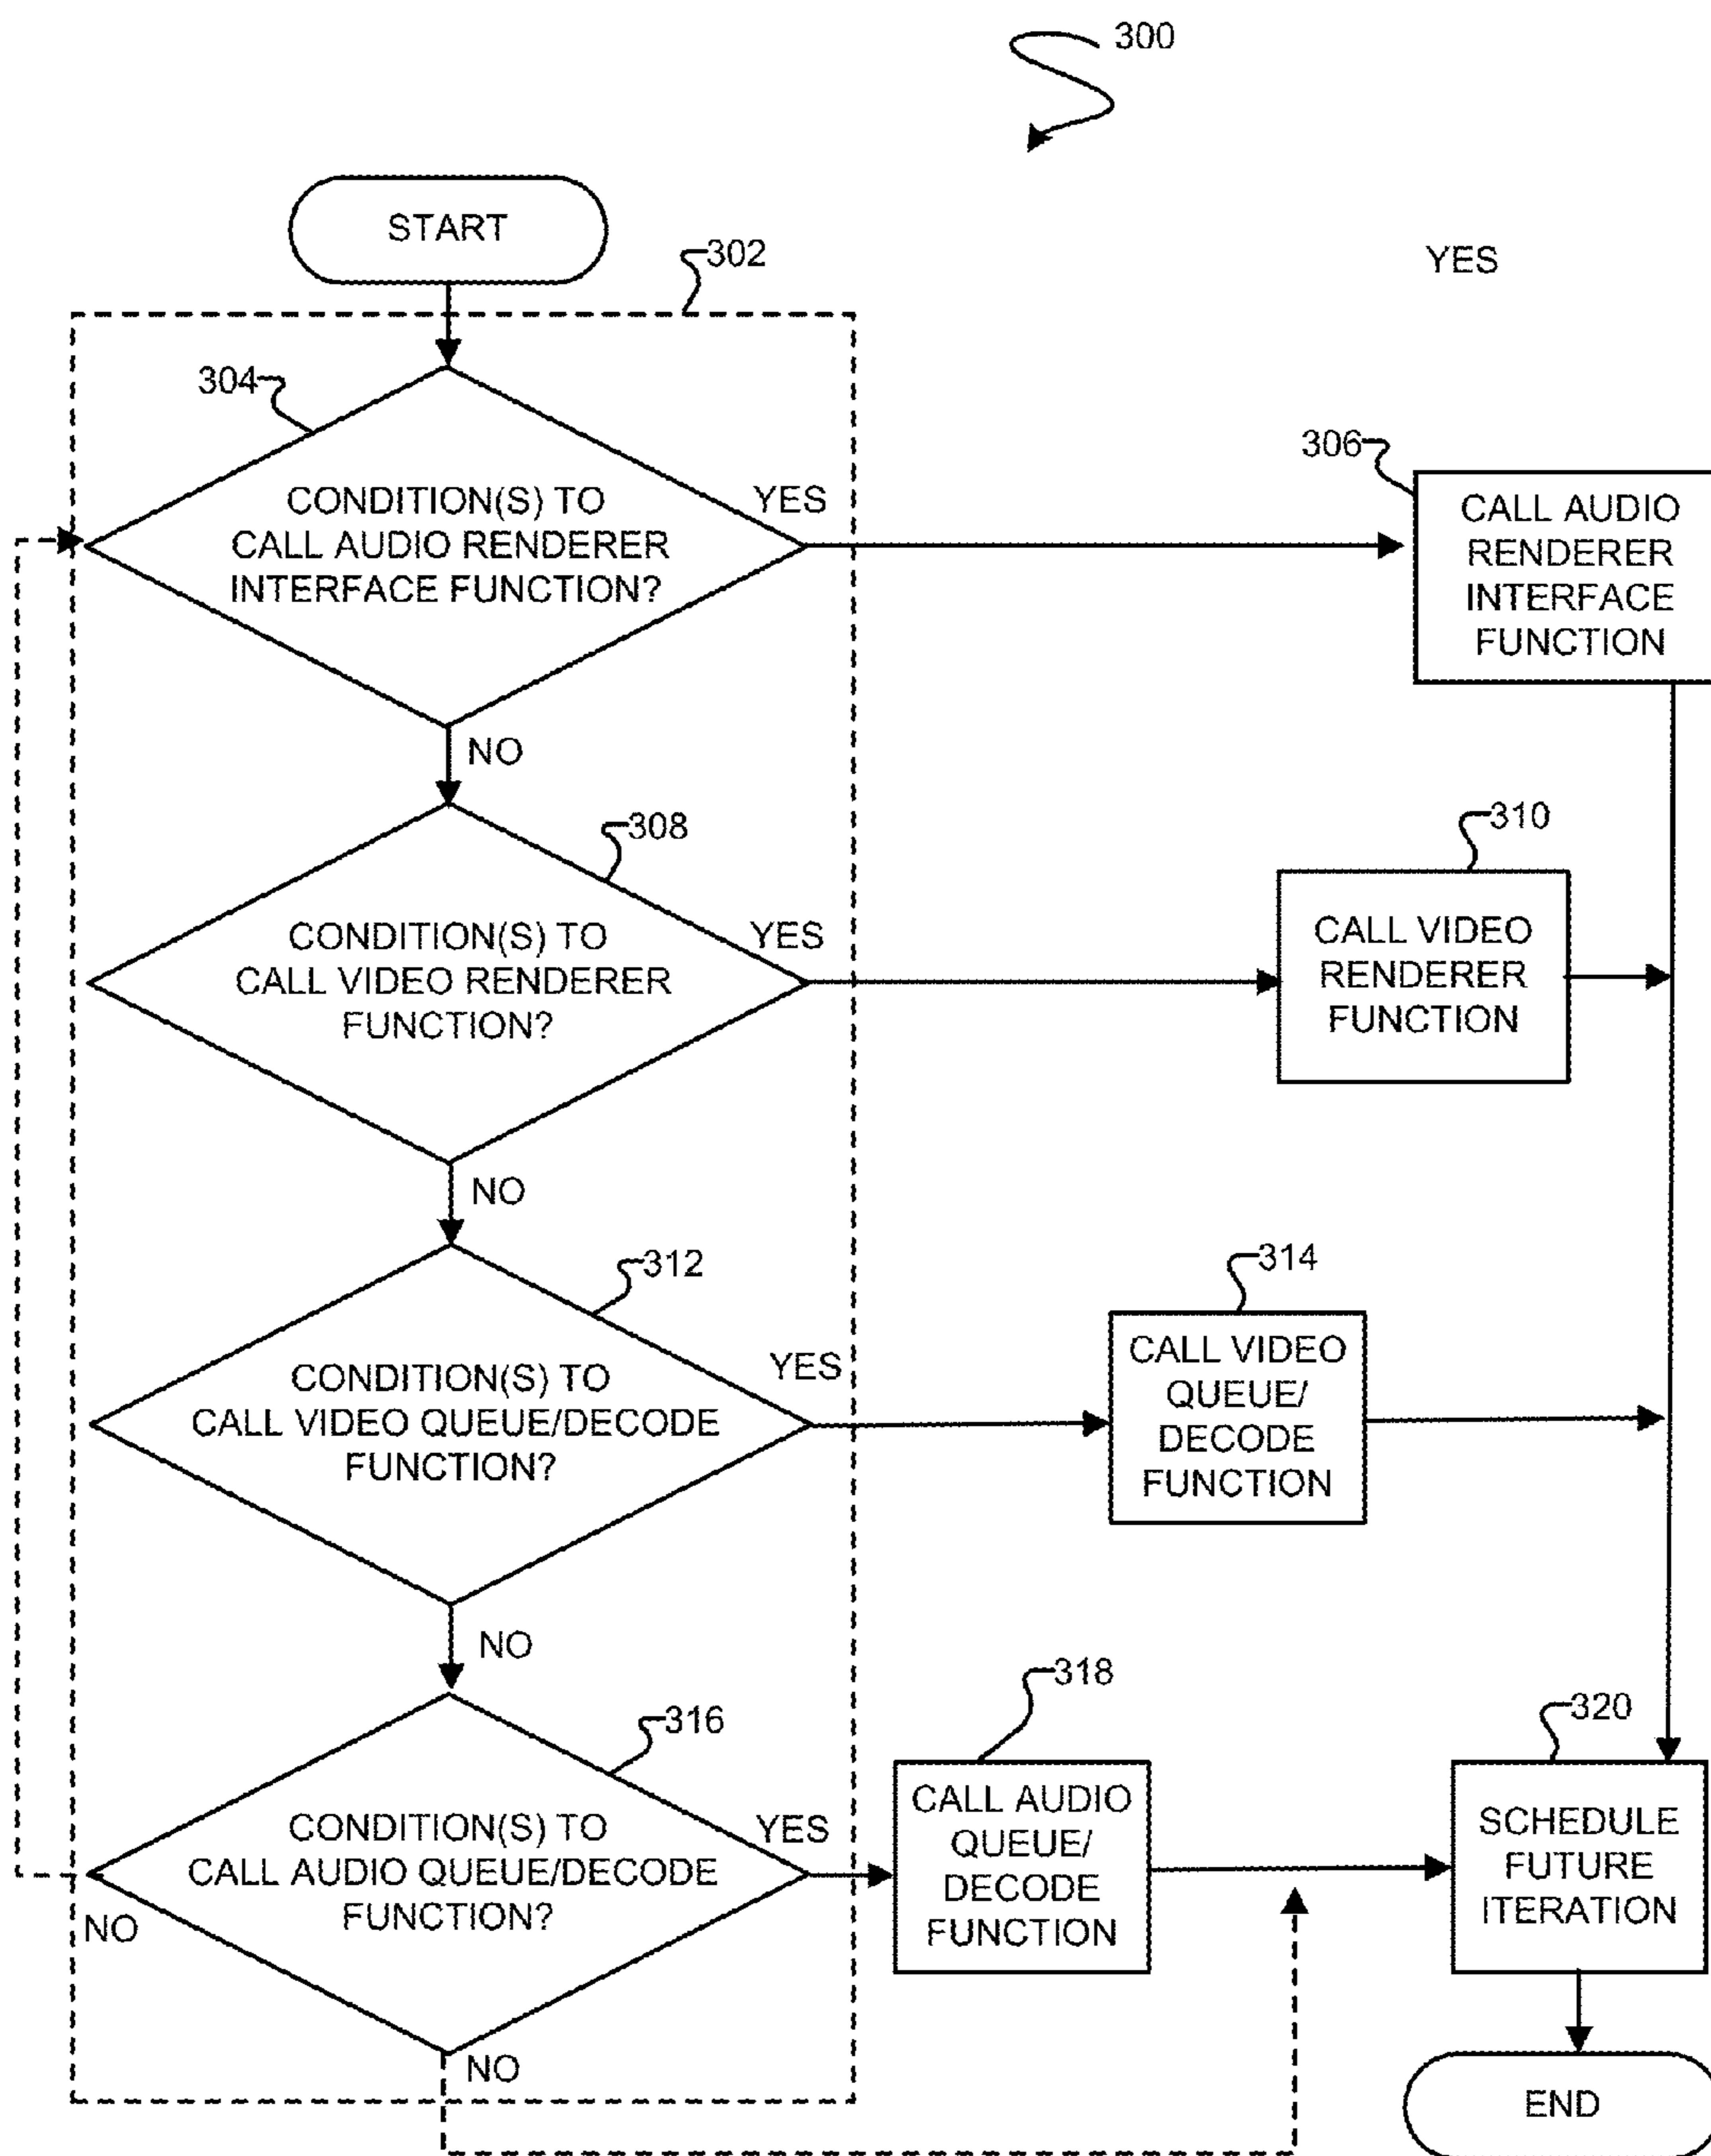 300
START
302
YES
304
CONDITION(S) TO
CALL AUDIO RENDERER
INTERFACE FUNCTION?
YES
306
CALL AUDIO
RENDERER
INTERFACE
FUNCTION
NO
308
CONDITION(S) TO
CALL VIDEO RENDERER
FUNCTION?
YES
310
CALL VIDEO
RENDERER
FUNCTION
NO
312
CONDITION(S) TO
CALL VIDEO QUEUE/DECODE
FUNCTION?
YES
314
CALL VIDEO
QUEUE/
DECODE
FUNCTION
NO
316
CONDITION(S) TO
CALL AUDIO QUEUE/DECODE
FUNCTION?
YES
NO
NO
318
CALL AUDIO
QUEUE/
DECODE
FUNCTION
320
SCHEDULE
FUTURE
ITERATION
END